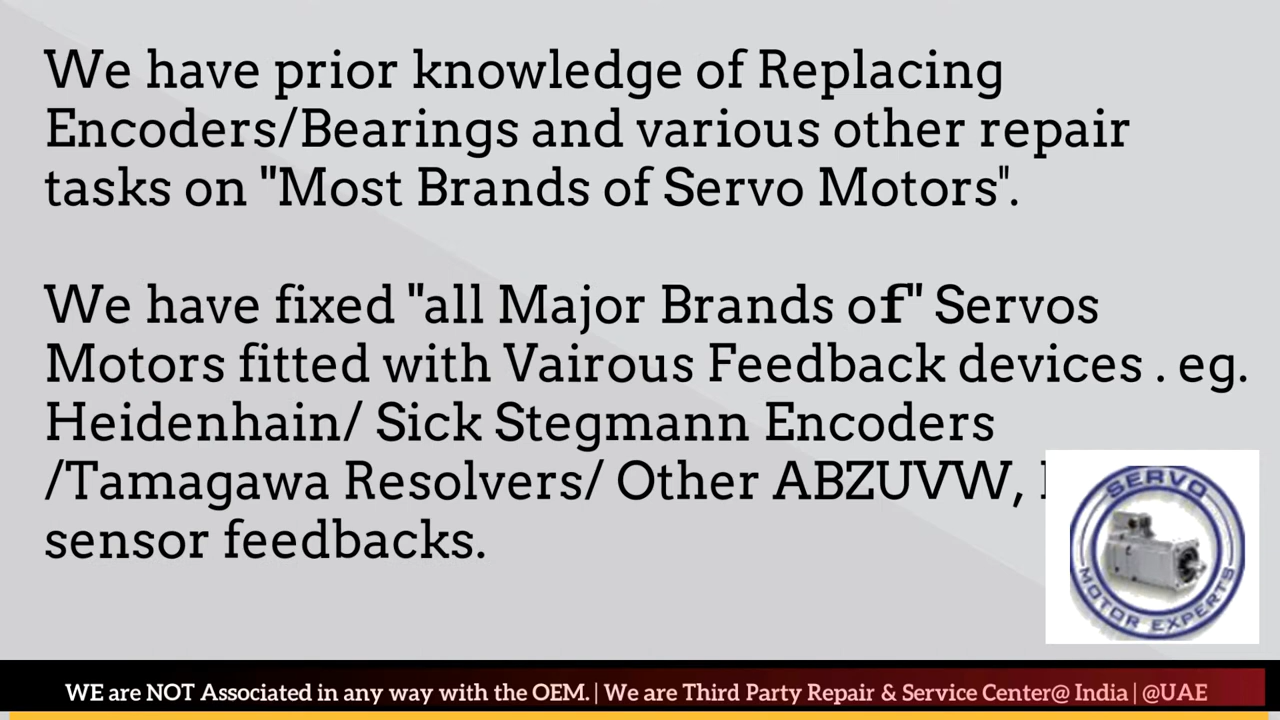 We have prior knowledge of Replacing
Encoders/Bearings and various other repair
tasks on "Most Brands of Servo Motors".
We have fixed "all Major Brands of" Servos
Motors fitted with Vairous Feedback devices . eg.
Heidenhain/ Sick Stegmann Encoders
/Tamagawa Resolvers/ Other ABZUVW,
sensor feedbacks.
SERVO
MOTOR EXPERTS
WE are NOT Associated in any way with the OEM. | We are Third Party Repair & Service Center@ India | @UAE